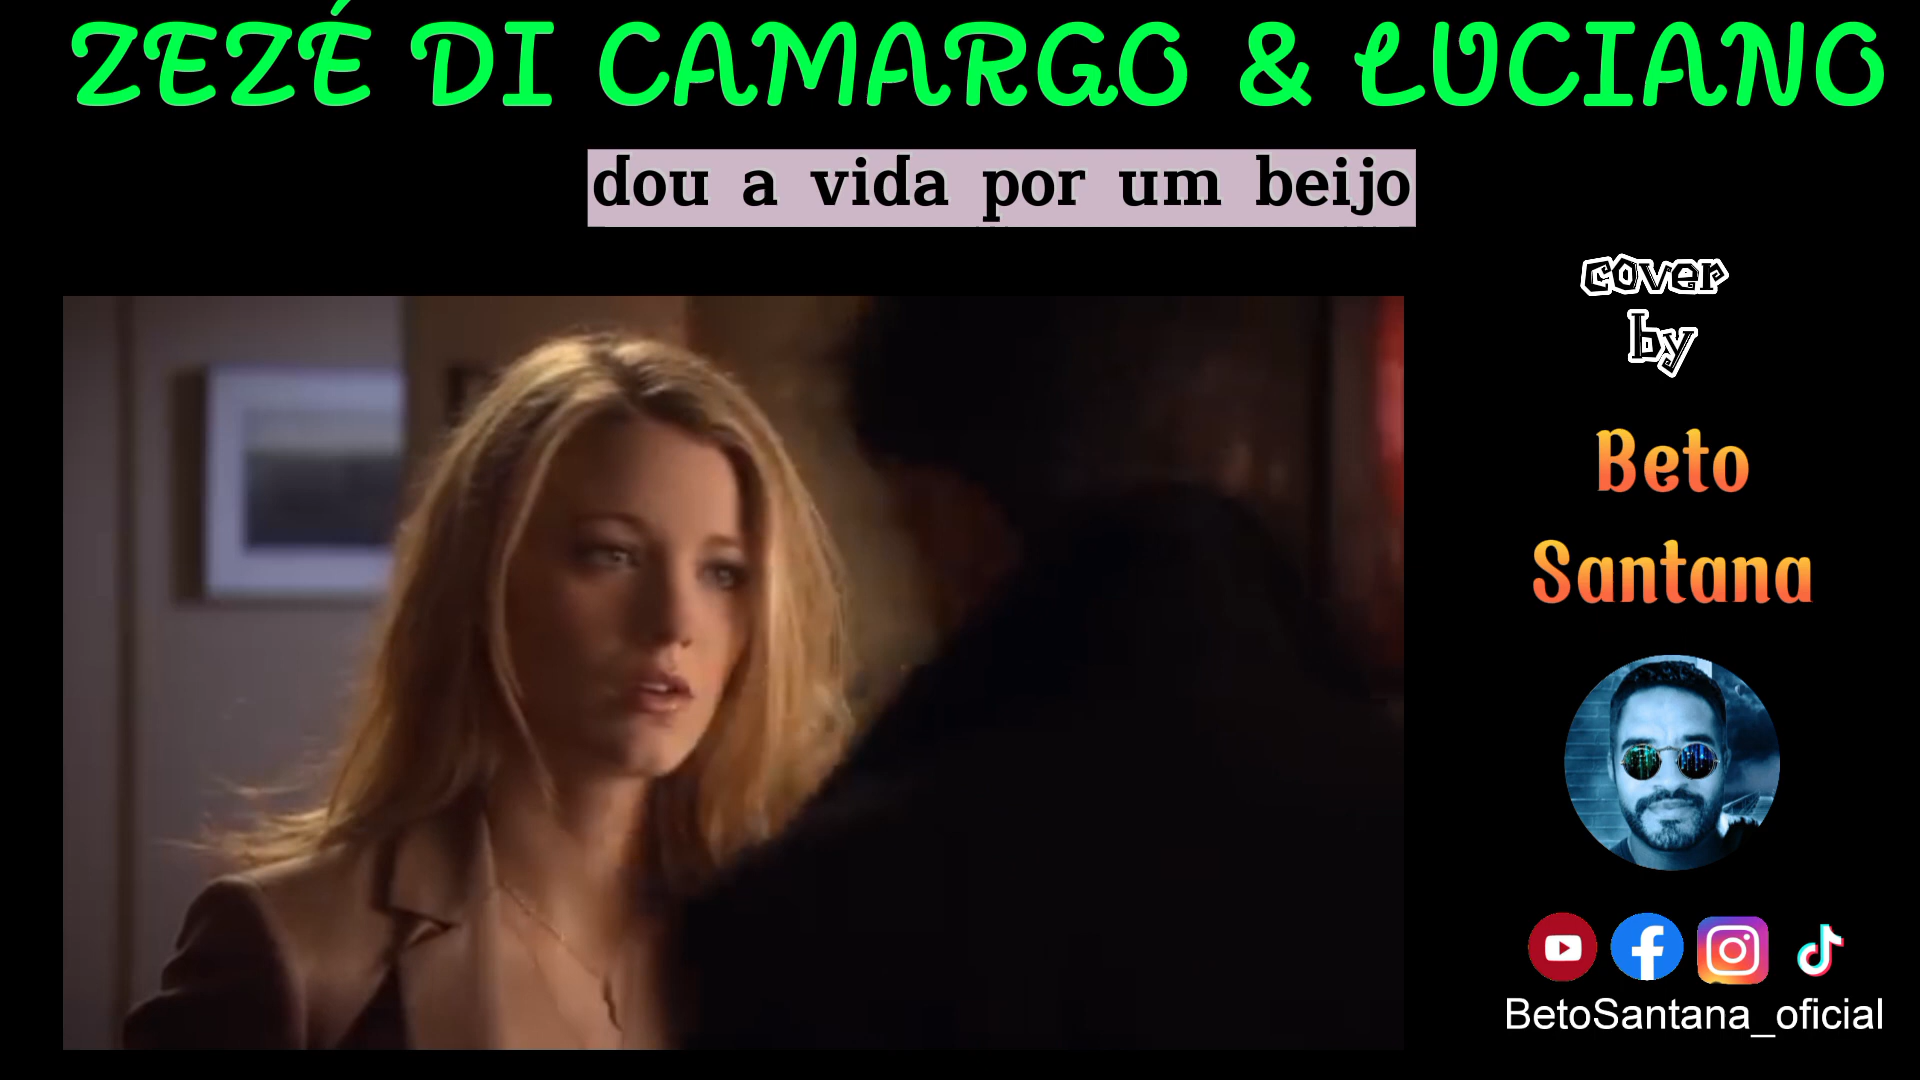 ZEZÉ DI CAMARGO & LUCIANO
dou a vida por um beijo
cover
by
Beto
Santana
BetoSantana_oficial